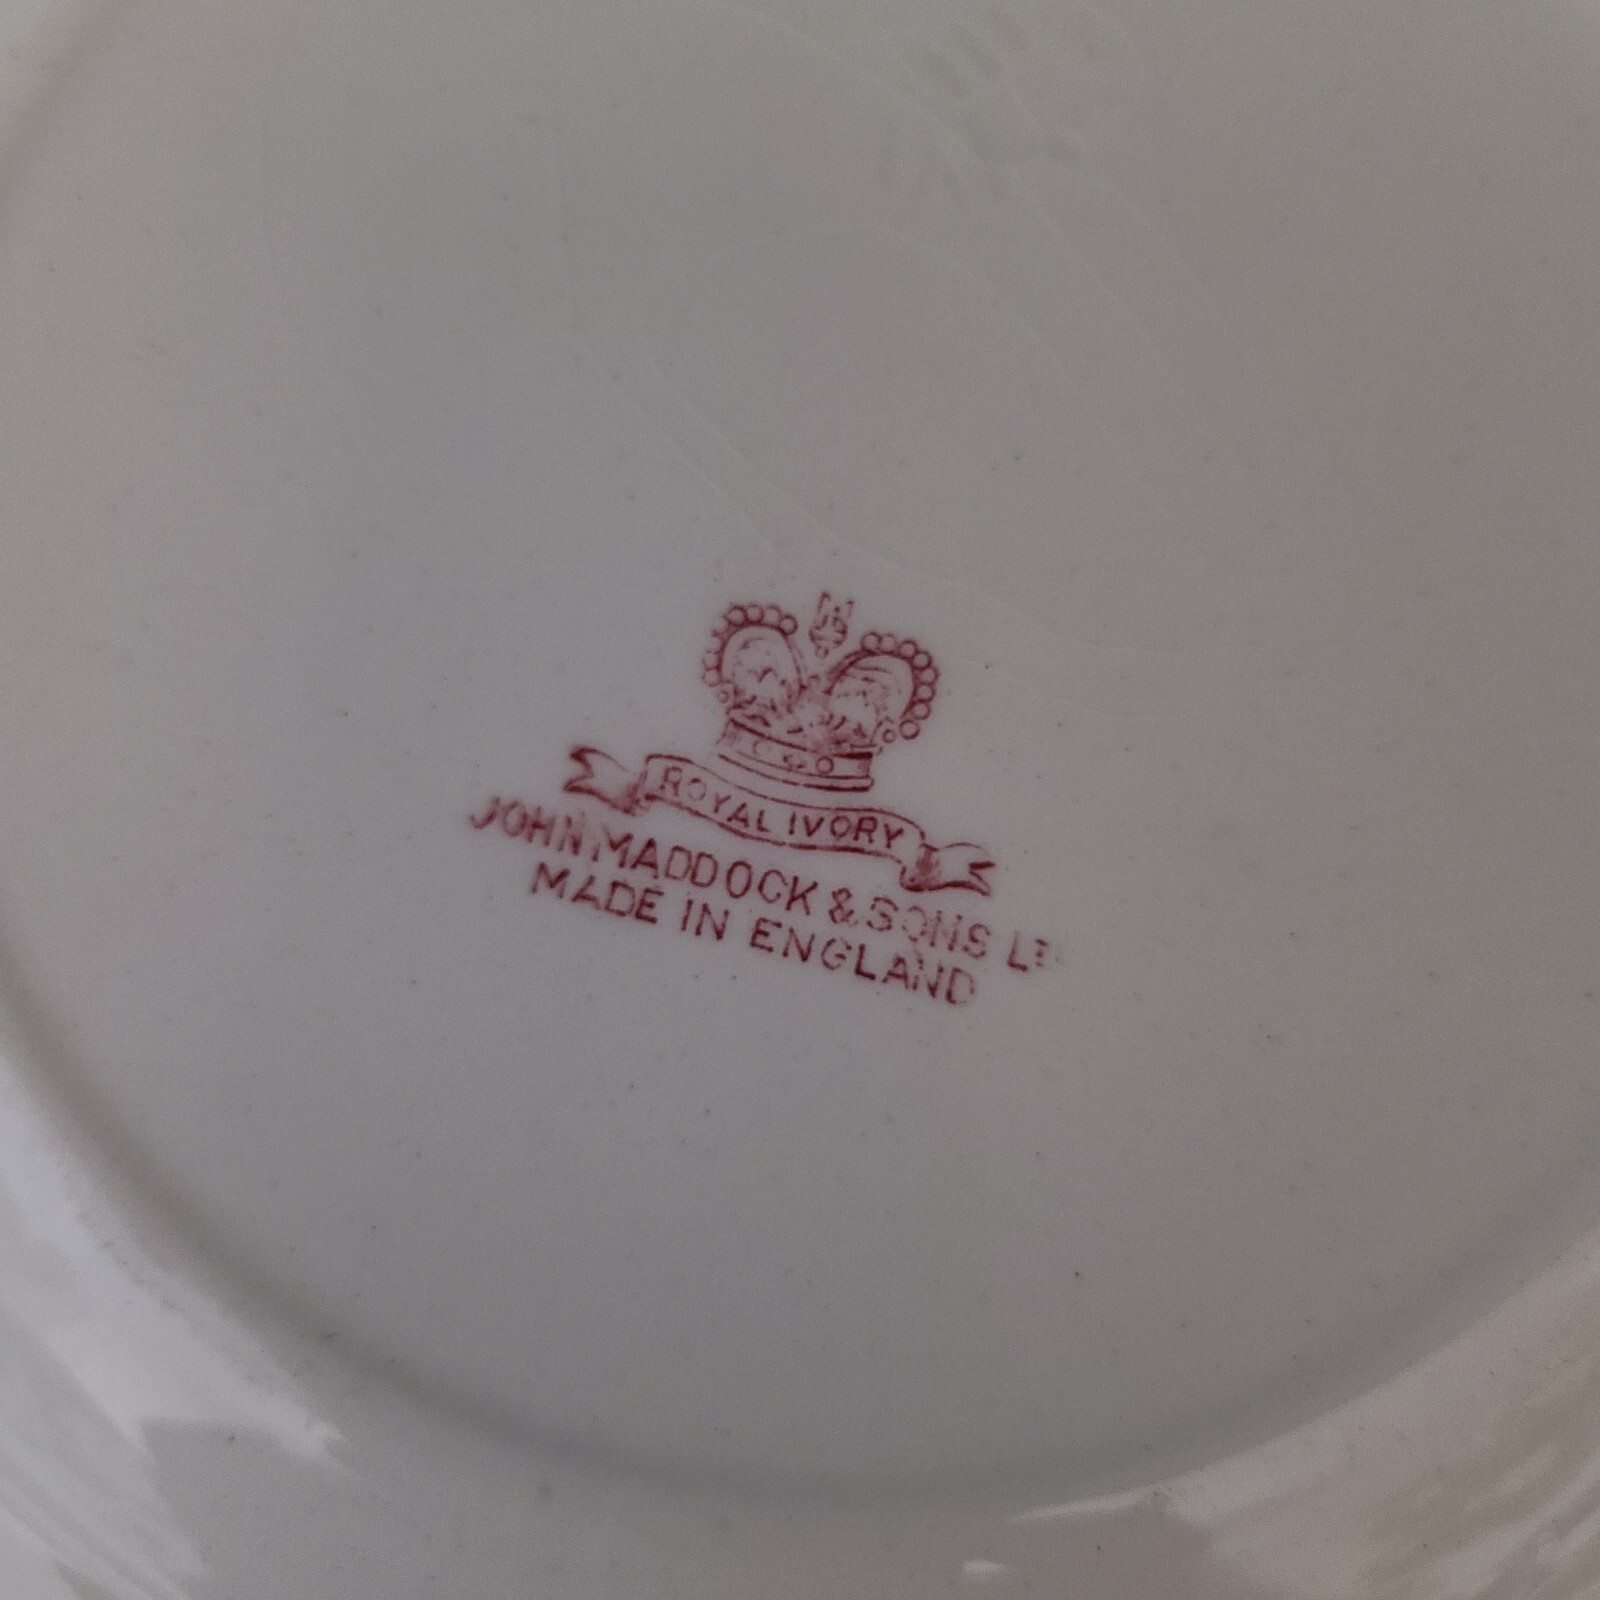 ROYAL IVORY
JOHN MADDOCK & SONS LTD
MADE IN ENGLAND